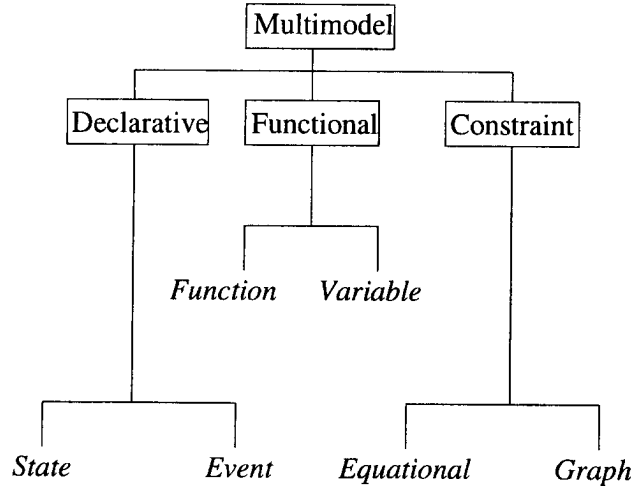 Multimodel
Declarative
Functional
Constraint
Function
Variable
State
Event
Equational
Graph